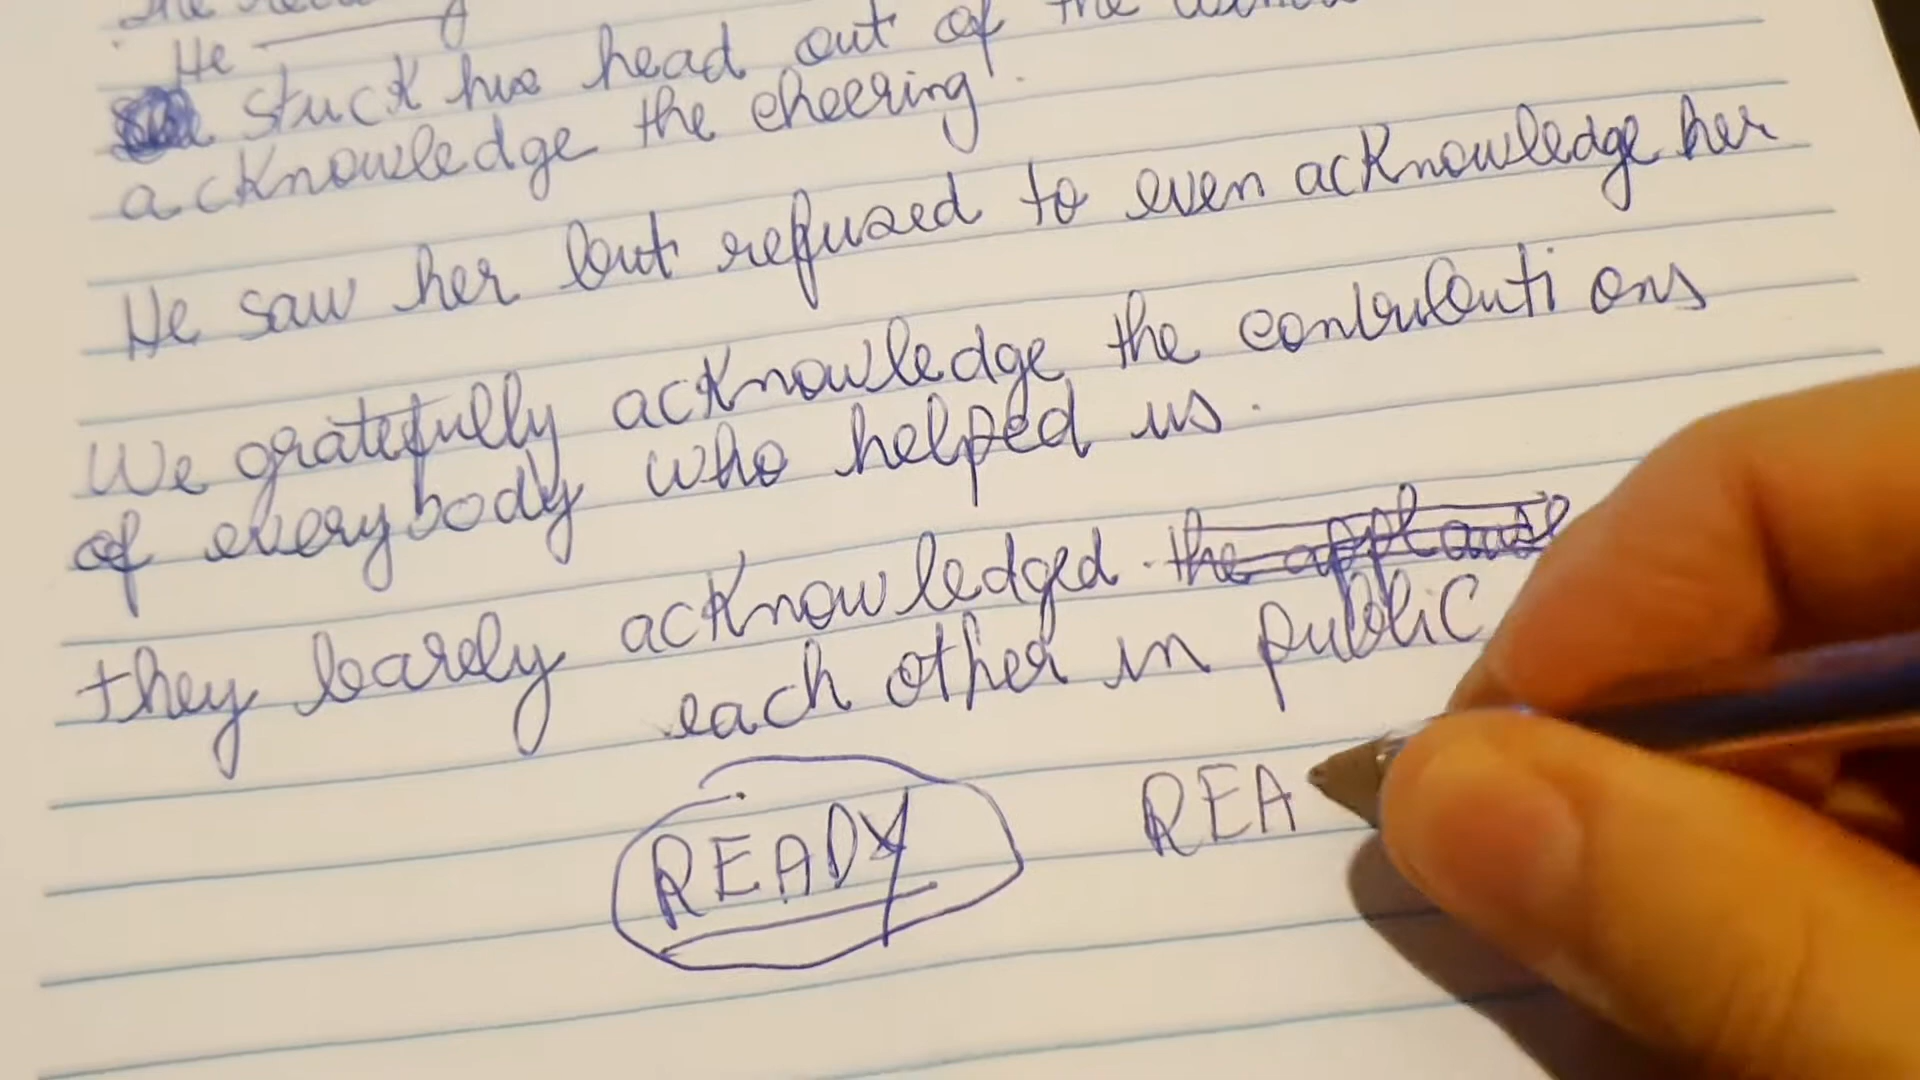 He
stuck his head out of the
acknowledge the cheering.
He saw her but refused to even acknowledge her
We gratefully acknowledge the contributions
of everybody who helped us.
they barely acknowledged the applause
each other in public
READY REA